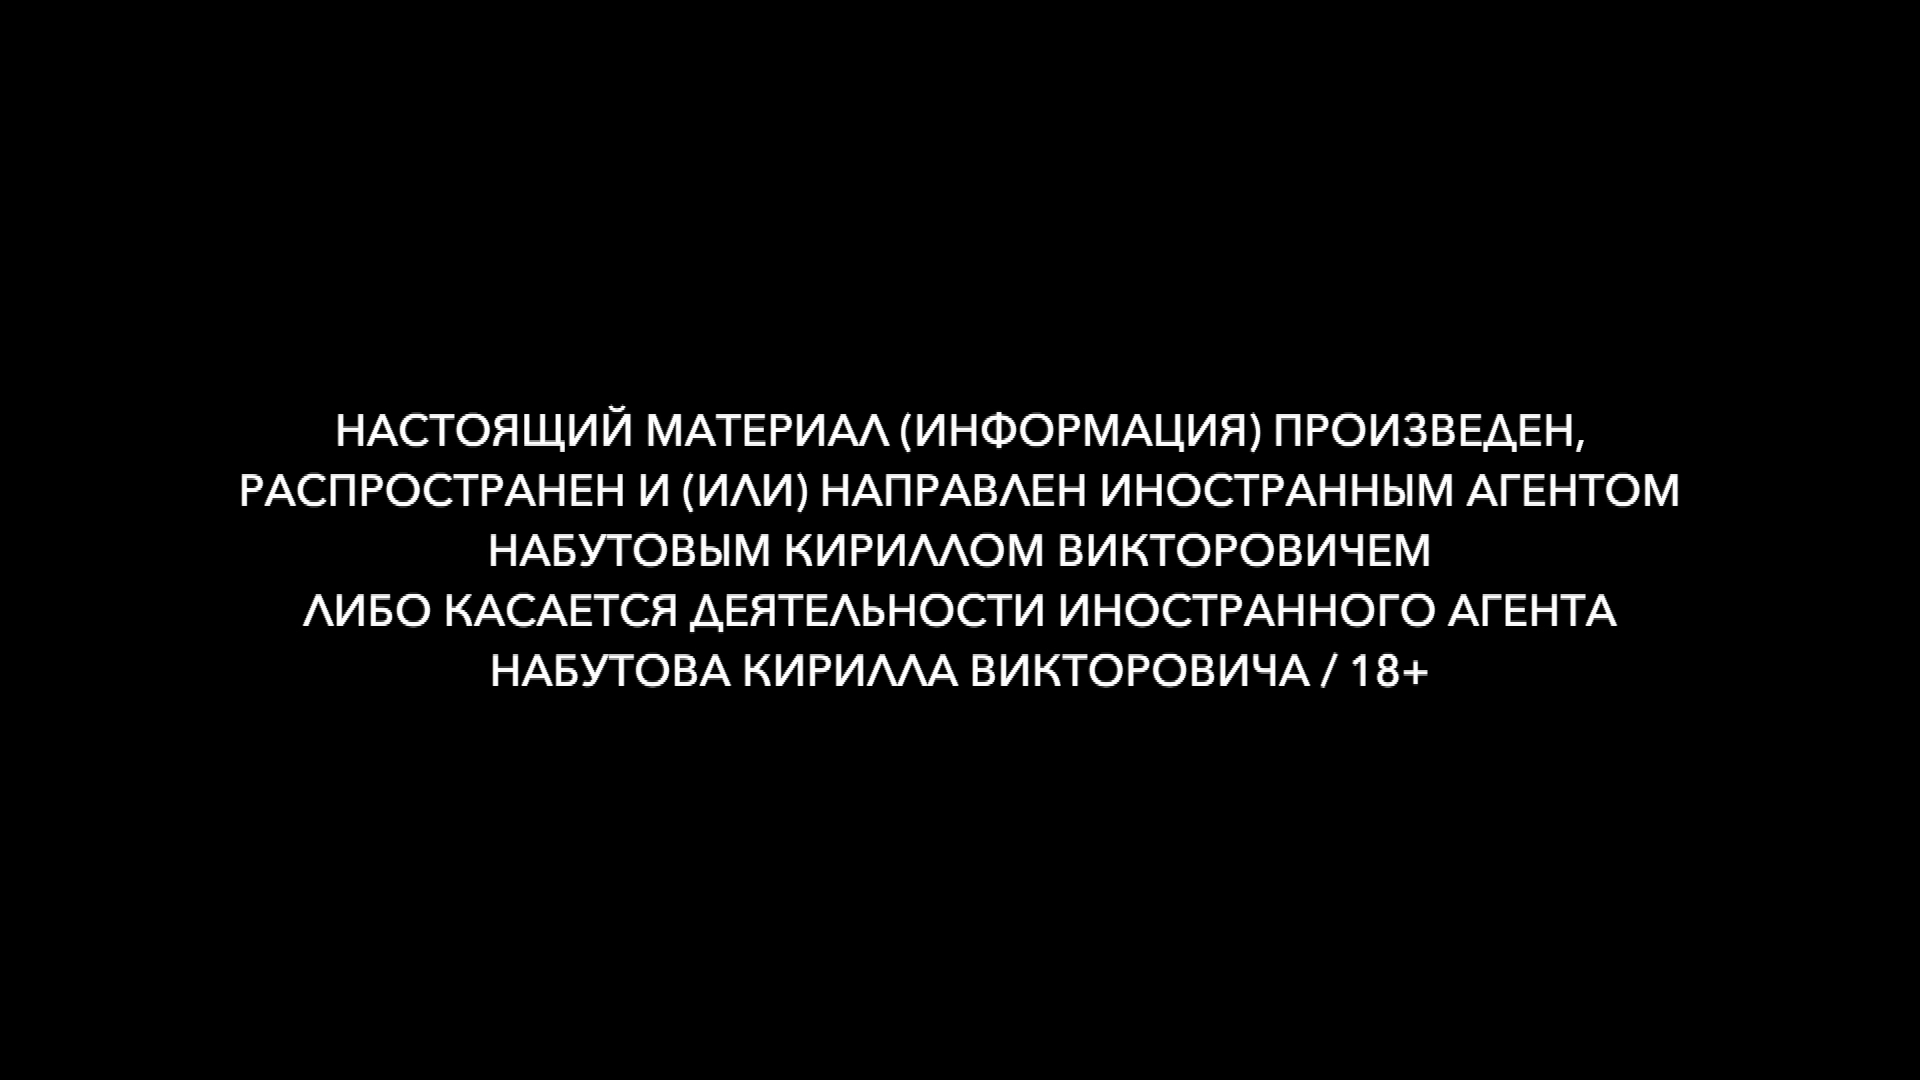 НАСТОЯЩИЙ МАТЕРИАЛ (ИНФОРМАЦИЯ) ПРОИЗВЕДЕН,
РАСПРОСТРАНЕН И (ИЛИ) НАПРАВЛЕН ИНОСТРАННЫМ АГЕНТОМ
НАБУТОВЫМ КИРИЛЛОМ ВИКТОРОВИЧЕМ
ЛИБО КАСАЕТСЯ ДЕЯТЕЛЬНОСТИ ИНОСТРАННОГО АГЕНТА
НАБУТОВА КИРИЛЛА ВИКТОРОВИЧА / 18+